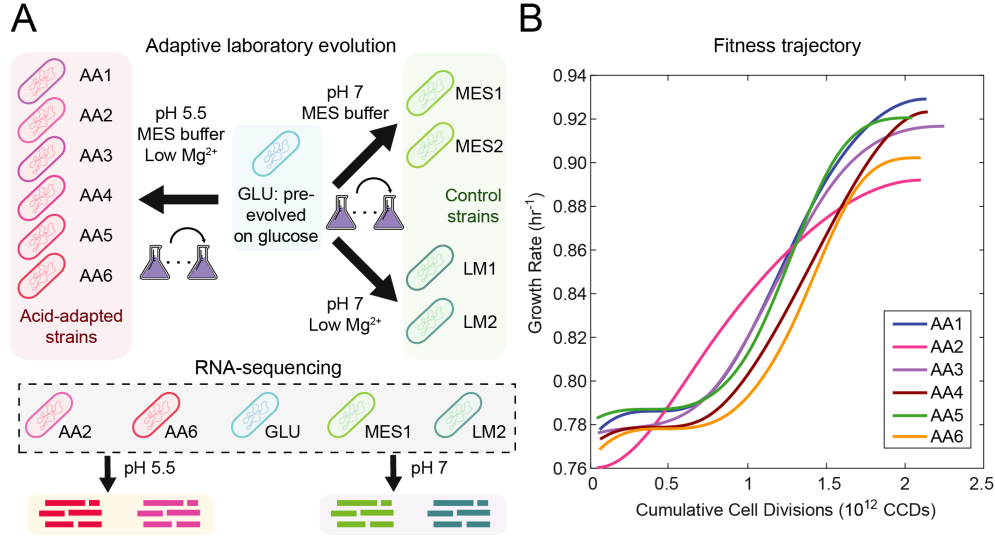 A
Adaptive laboratory evolution
AA1
AA2
AA3
AA4
AA5
AA6
Acid-adapted
strains
pH 5.5
MES buffer
Low Mg²⁺
GLU: pre-
evolved
on glucose
pH 7
MES buffer
pH 7
Low Mg²⁺
MES1
MES2
Control
strains
LM1
LM2
RNA-sequencing
AA2
AA6
GLU
MES1
LM2
pH 5.5
pH 7
B
Fitness trajectory
Growth Rate (hr⁻¹)
0.94
0.92
0.90
0.88
0.86
0.84
0.82
0.80
0.78
0.76
0
0.5
1
1.5
2
2.5
Cumulative Cell Divisions (10¹² CCDs)
AA1
AA2
AA3
AA4
AA5
AA6